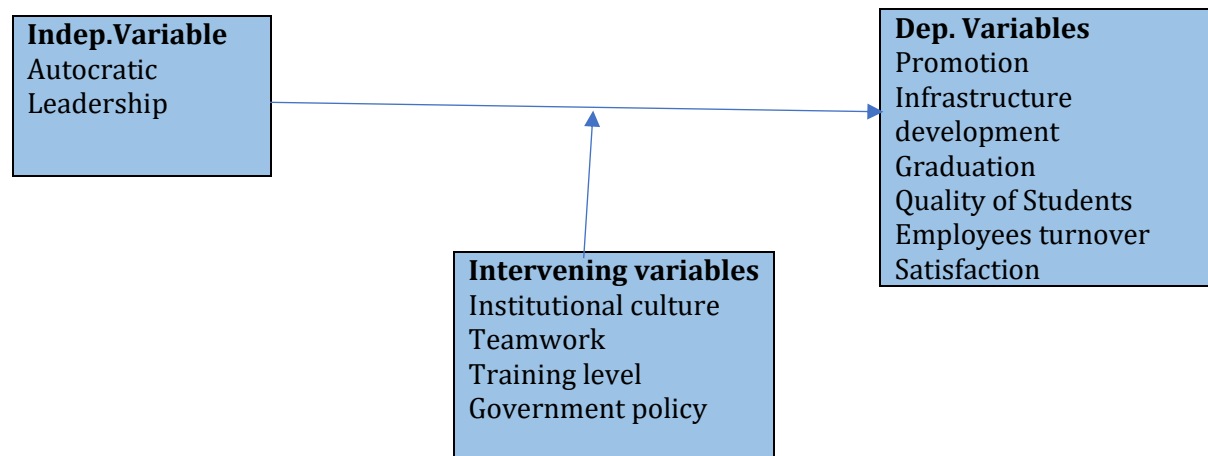 Indep.Variable
Autocratic
Leadership
Dep. Variables
Promotion
Infrastructure
development
Graduation
Quality of Students
Employees turnover
Satisfaction
Intervening variables
Institutional culture
Teamwork
Training level
Government policy